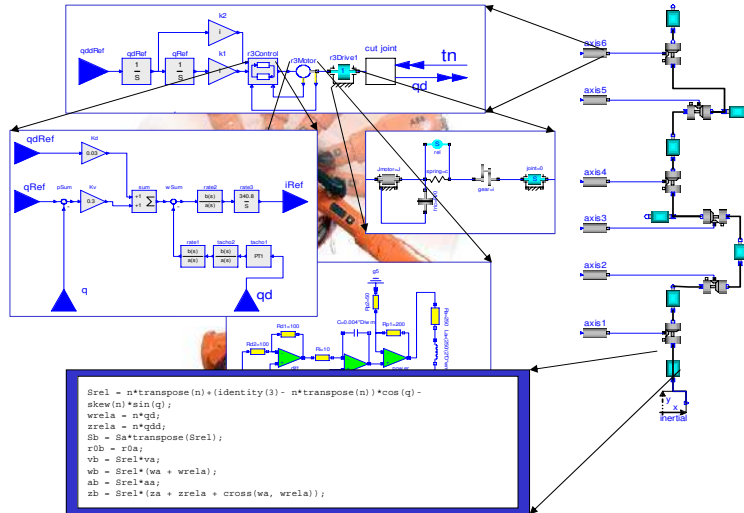 k2
qddRef
qdRef
qRef
k1
r3Control
r3Motor
r3Drive1
cut joint
tn
qd
i
1
S
1
S
1
axis6
axis5
axis4
axis3
axis2
axis1
y
x
inertial
qdRef
Kd
0.03
qRef
pSum
Kv
0.3
sum
+1
+1
Σ
wSum
rate2
b(s)
a(s)
rate3
340.8
S
iRef
rate1
b(s)
a(s)
tacho2
b(s)
a(s)
tacho1
PT1
q
qd
S
rel
Jmotor=J
spring=c
gear=i
joint=0
S
Rd1=100
Rd2=100
Ri=10
C=0.004*D/w m
Rp1=200
Rp2=50
Srel = n*transpose(n)+(identity(3)- n*transpose(n))*cos(q)-
skew(n)*sin(q);
wrela = n*qd;
zrela = n*qdd;
Sb = Sa*transpose(Srel);
r0b = r0a;
vb = Srel*va;
wb = Srel*(wa + wrela);
ab = Srel*aa;
zb = Srel*(za + zrela + cross(wa, wrela));